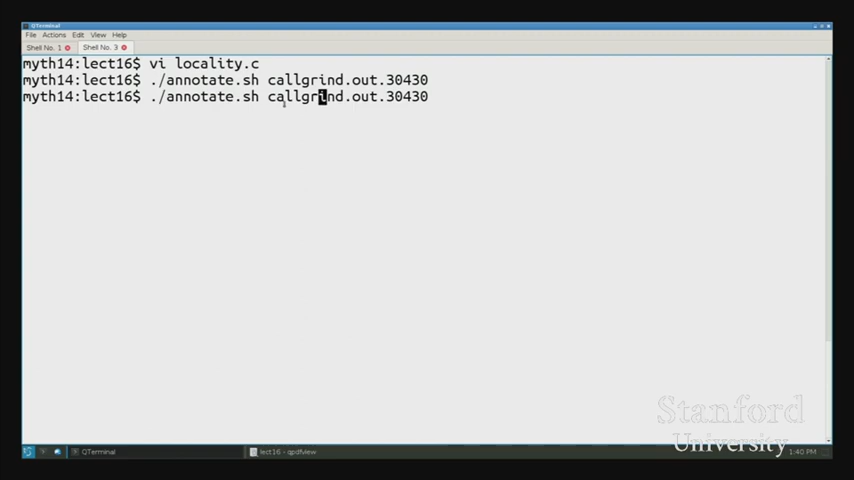 QTerminal
File Actions Edit View Help
Shell No. 1 Shell No. 3
myth14:lect16$ vi locality.c
myth14:lect16$ ./annotate.sh callgrind.out.30430
myth14:lect16$ ./annotate.sh callgrind.out.30430
Stanford
University
QTerminal lect16 - qpdfview 1:40 PM